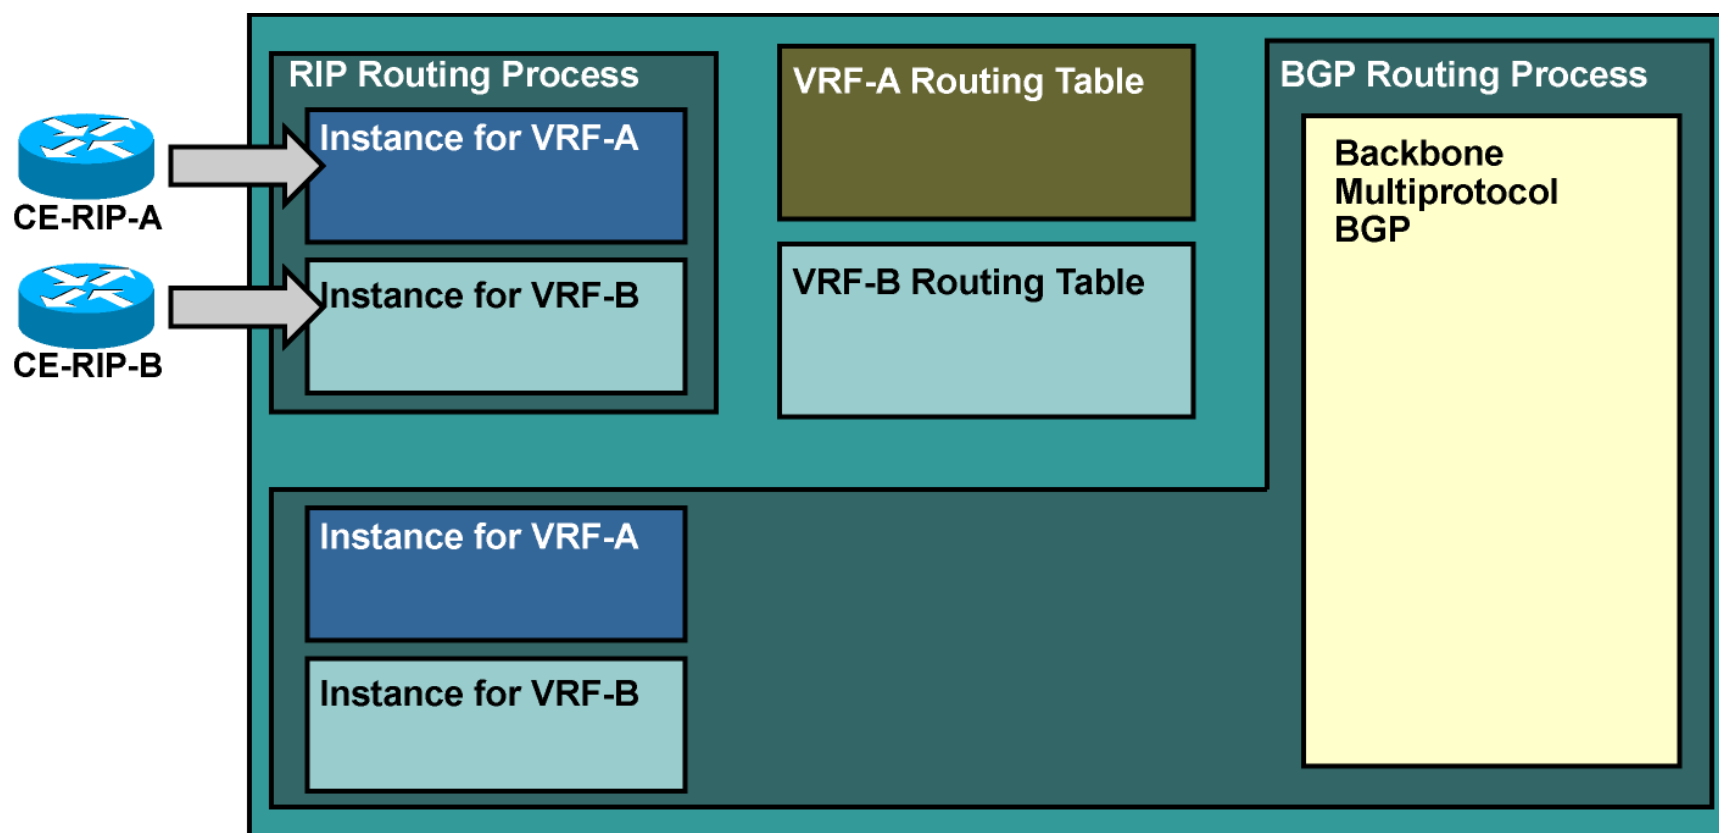 RIP Routing Process
Instance for VRF-A
Instance for VRF-B
CE-RIP-A
CE-RIP-B
VRF-A Routing Table
VRF-B Routing Table
BGP Routing Process
Backbone
Multiprotocol
BGP
Instance for VRF-A
Instance for VRF-B